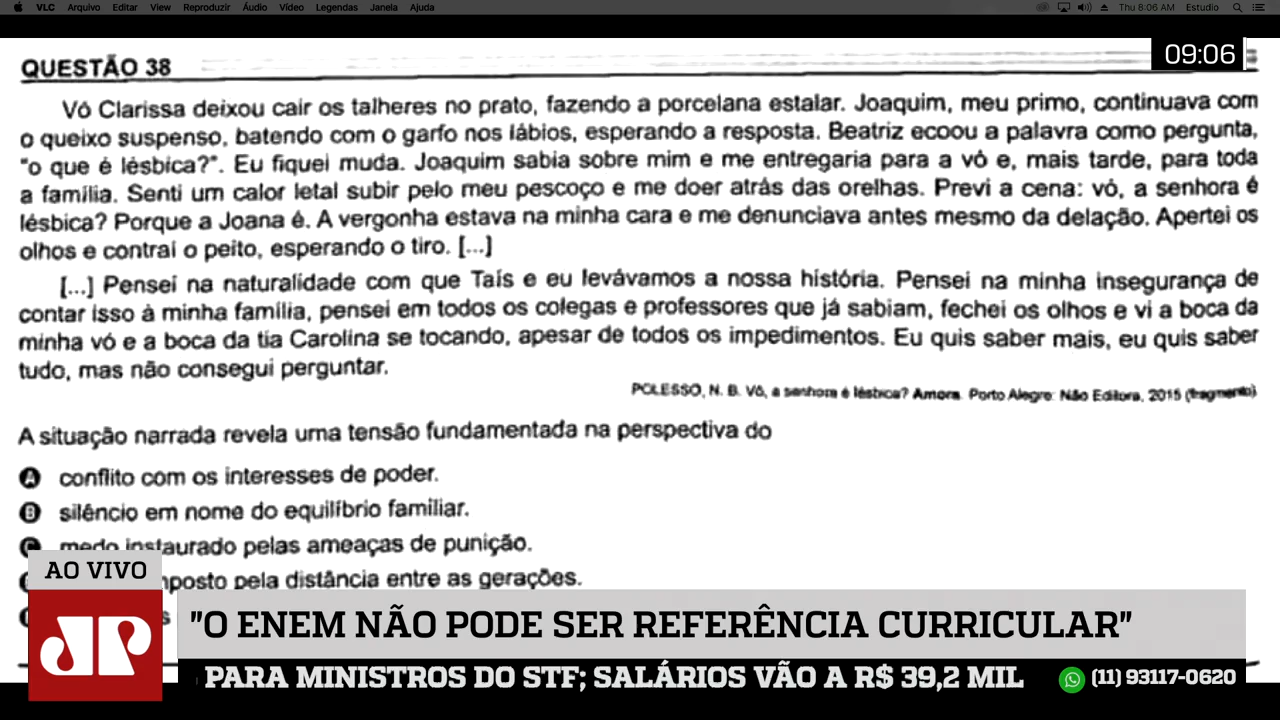 VLC Arquivo Editar View Reproduzir Áudio Vídeo Legendas Janela Ajuda Thu 8:06 AM Estudio
09:06
QUESTÃO 38
Vó Clarissa deixou cair os talheres no prato, fazendo a porcelana estalar. Joaquim, meu primo, continuava com
o queixo suspenso, batendo com o garfo nos lábios, esperando a resposta. Beatriz ecoou a palavra como pergunta,
"o que é lésbica?". Eu fiquei muda. Joaquim sabia sobre mim e me entregaria para a vó e, mais tarde, para toda
a família. Senti um calor letal subir pelo meu pescoço e me doer atrás das orelhas. Previ a cena: vó, a senhora é
lésbica? Porque a Joana é. A vergonha estava na minha cara e me denunciava antes mesmo da delação. Apertei os
olhos e contraí o peito, esperando o tiro. [...]
[...] Pensei na naturalidade com que Taís e eu levávamos a nossa história. Pensei na minha insegurança de
contar isso à minha família, pensei em todos os colegas e professores que já sabiam, fechei os olhos e vi a boca da
minha vó e a boca da tia Carolina se tocando, apesar de todos os impedimentos. Eu quis saber mais, eu quis saber
tudo, mas não consegui perguntar.
POLESSO, N. B. Vó, a senhora é lésbica? Amora. Porto Alegre: Não Editora, 2015 (fragmento).
A situação narrada revela uma tensão fundamentada na perspectiva do
A conflito com os interesses de poder.
B silêncio em nome do equilíbrio familiar.
C medo instaurado pelas ameaças de punição.
posto pela distância entre as gerações.
AO VIVO
JP
"O ENEM NÃO PODE SER REFERÊNCIA CURRICULAR"
PARA MINISTROS DO STF; SALÁRIOS VÃO A R$ 39,2 MIL
(11) 93117-0620